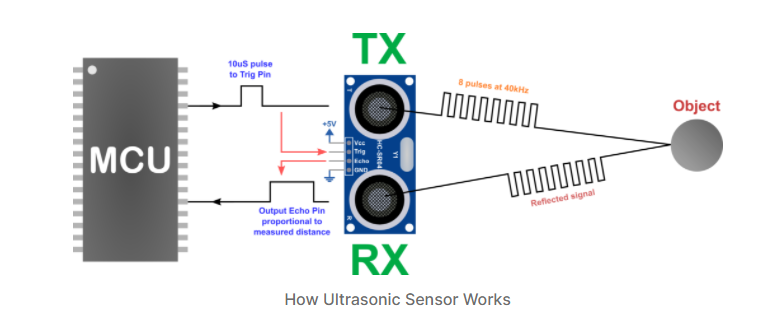 TX
10uS pulse
to Trig Pin
8 pulses at 40kHz
Object
+5V
T
Vcc
Trig
Echo
GND
HC-SR04
Y1
MCU
Reflected signal
Output Echo Pin
proportional to
measured distance
R
RX
How Ultrasonic Sensor Works